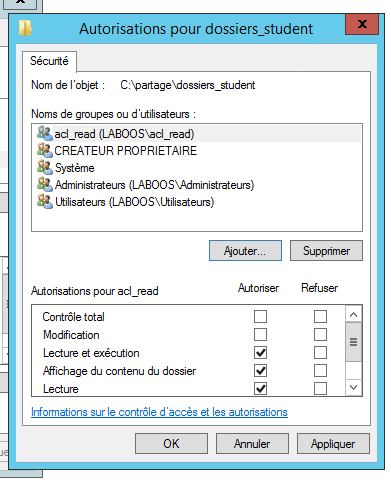 Autorisations pour dossiers_student
x
Sécurité
Nom de l'objet : C:\partage\dossiers_student
Noms de groupes ou d'utilisateurs :
acl_read (LABOOS\acl_read)
CREATEUR PROPRIETAIRE
Système
Administrateurs (LABOOS\Administrateurs)
Utilisateurs (LABOOS\Utilisateurs)
Ajouter... Supprimer
Autorisations pour acl_read Autoriser Refuser
Contrôle total
Modification
Lecture et exécution
Affichage du contenu du dossier
Lecture
Informations sur le contrôle d'accès et les autorisations
OK Annuler Appliquer